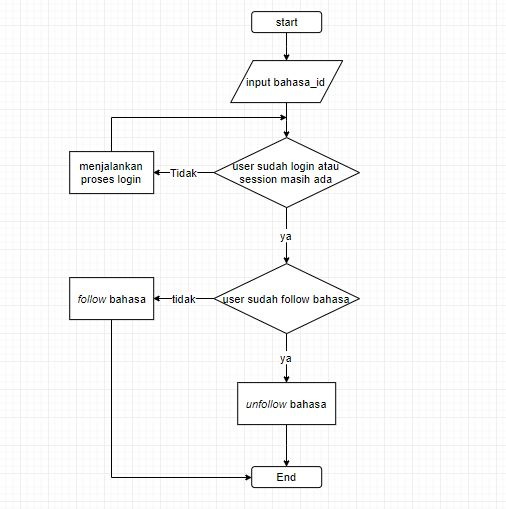 start
input bahasa_id
user sudah login atau
session masih ada
Tidak
menjalankan
proses login
ya
user sudah follow bahasa
tidak
follow bahasa
ya
unfollow bahasa
End